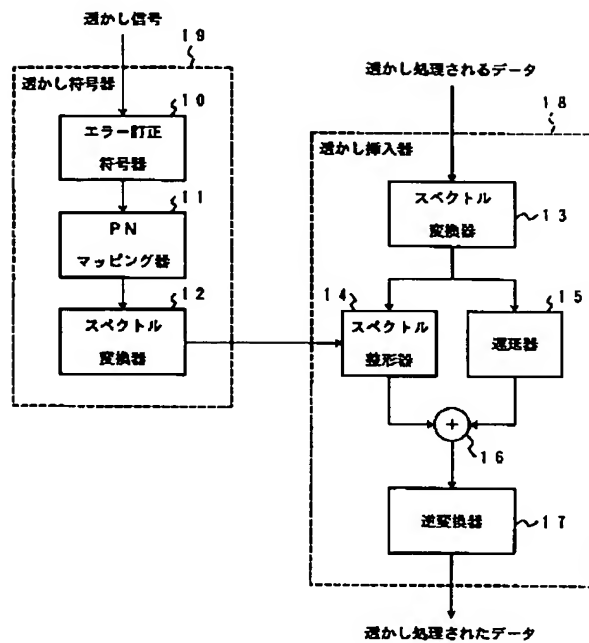 透かし信号
19
透かし符号器
10
エラー訂正
符号器
11
PN
マッピング器
12
スペクトル
変換器
透かし処理されるデータ
18
透かし挿入器
スペクトル
変換器
13
14
スペクトル
整形器
15
遅延器
+
16
逆変換器
17
透かし処理されたデータ